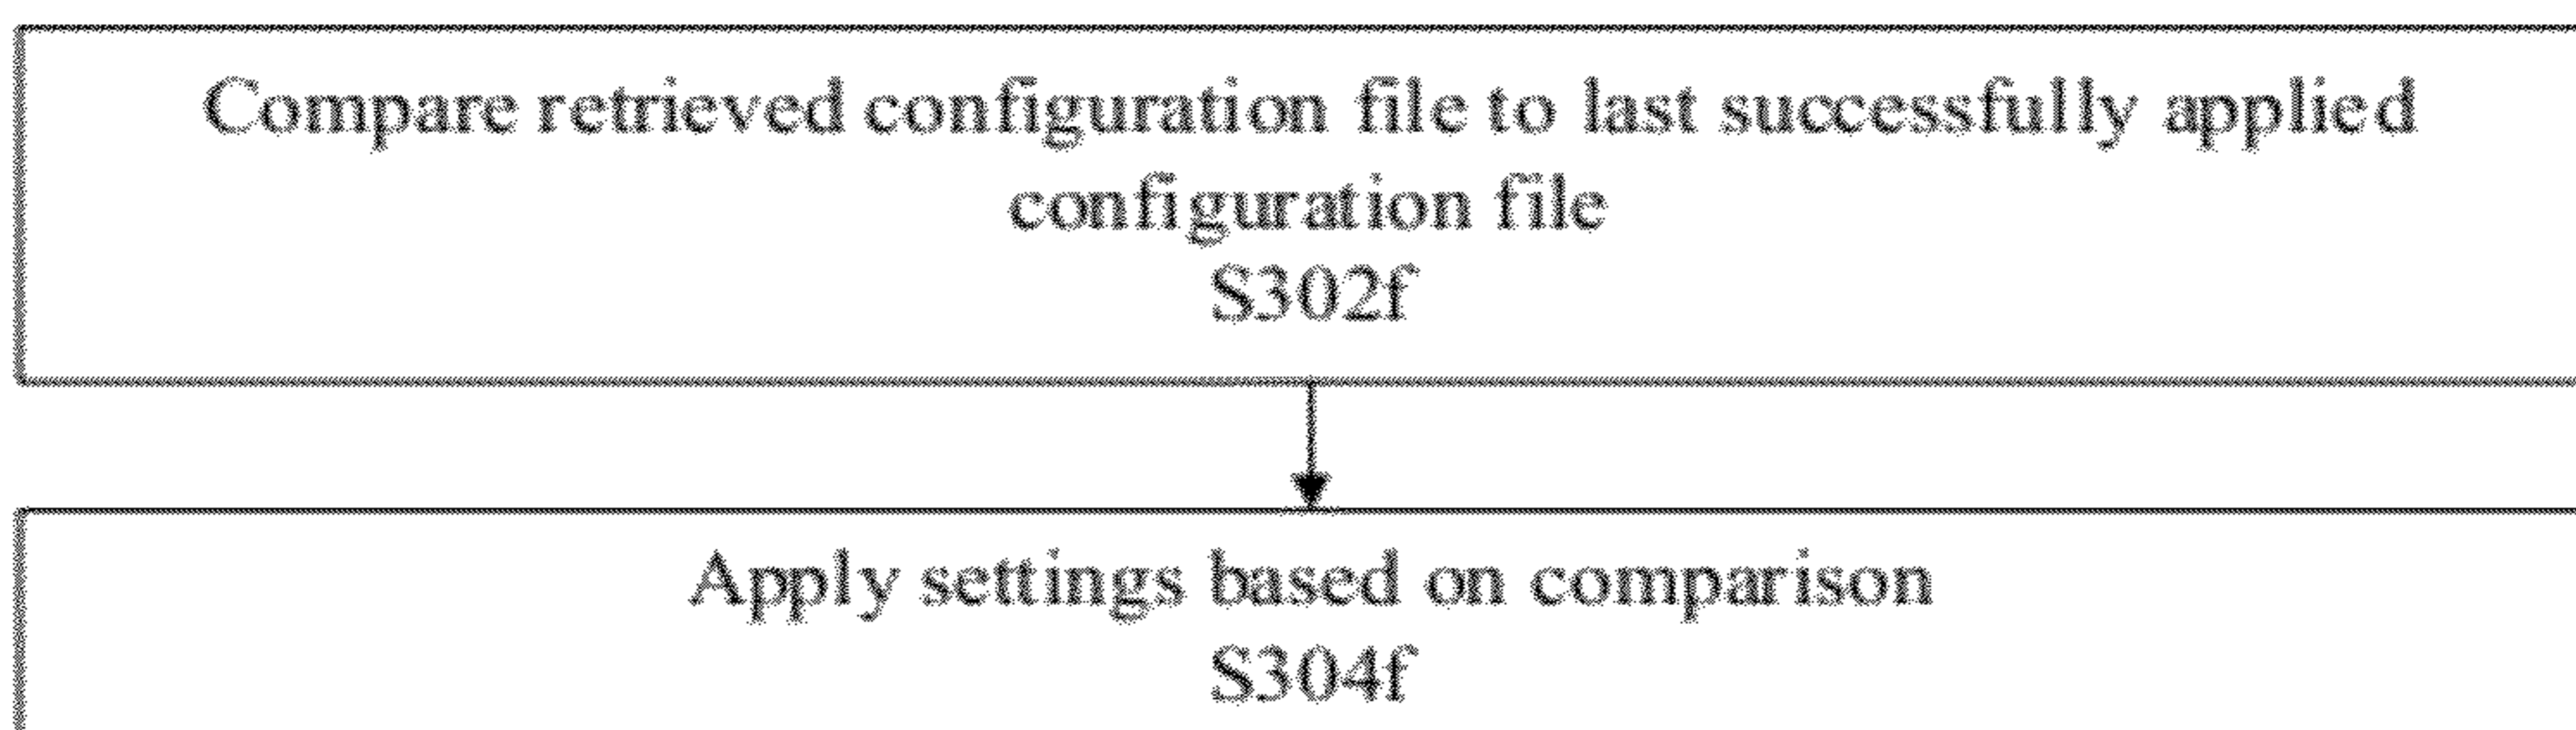 Compare retrieved configuration file to last successfully applied
configuration file
S302f
Apply settings based on comparison
S304f